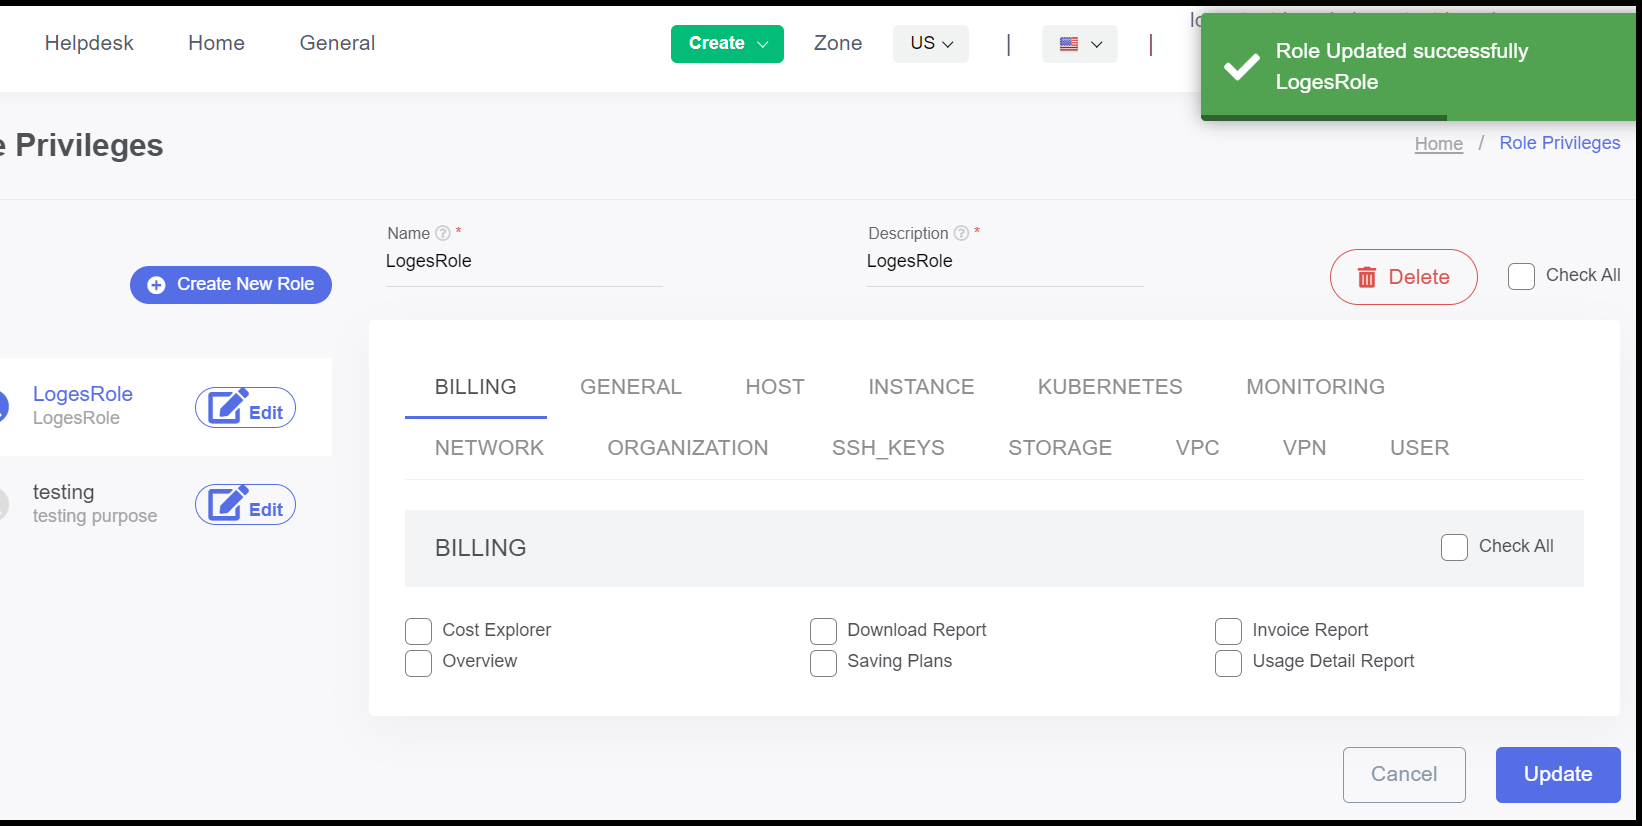 Helpdesk Home General Create Zone US
Role Updated successfully
LogesRole
Privileges
Home / Role Privileges
Name ? * Description ? *
LogesRole LogesRole
Create New Role
Delete Check All
LogesRole
LogesRole
Edit
testing
testing purpose
Edit
BILLING GENERAL HOST INSTANCE KUBERNETES MONITORING
NETWORK ORGANIZATION SSH_KEYS STORAGE VPC VPN USER
BILLING Check All
Cost Explorer Download Report Invoice Report
Overview Saving Plans Usage Detail Report
Cancel Update